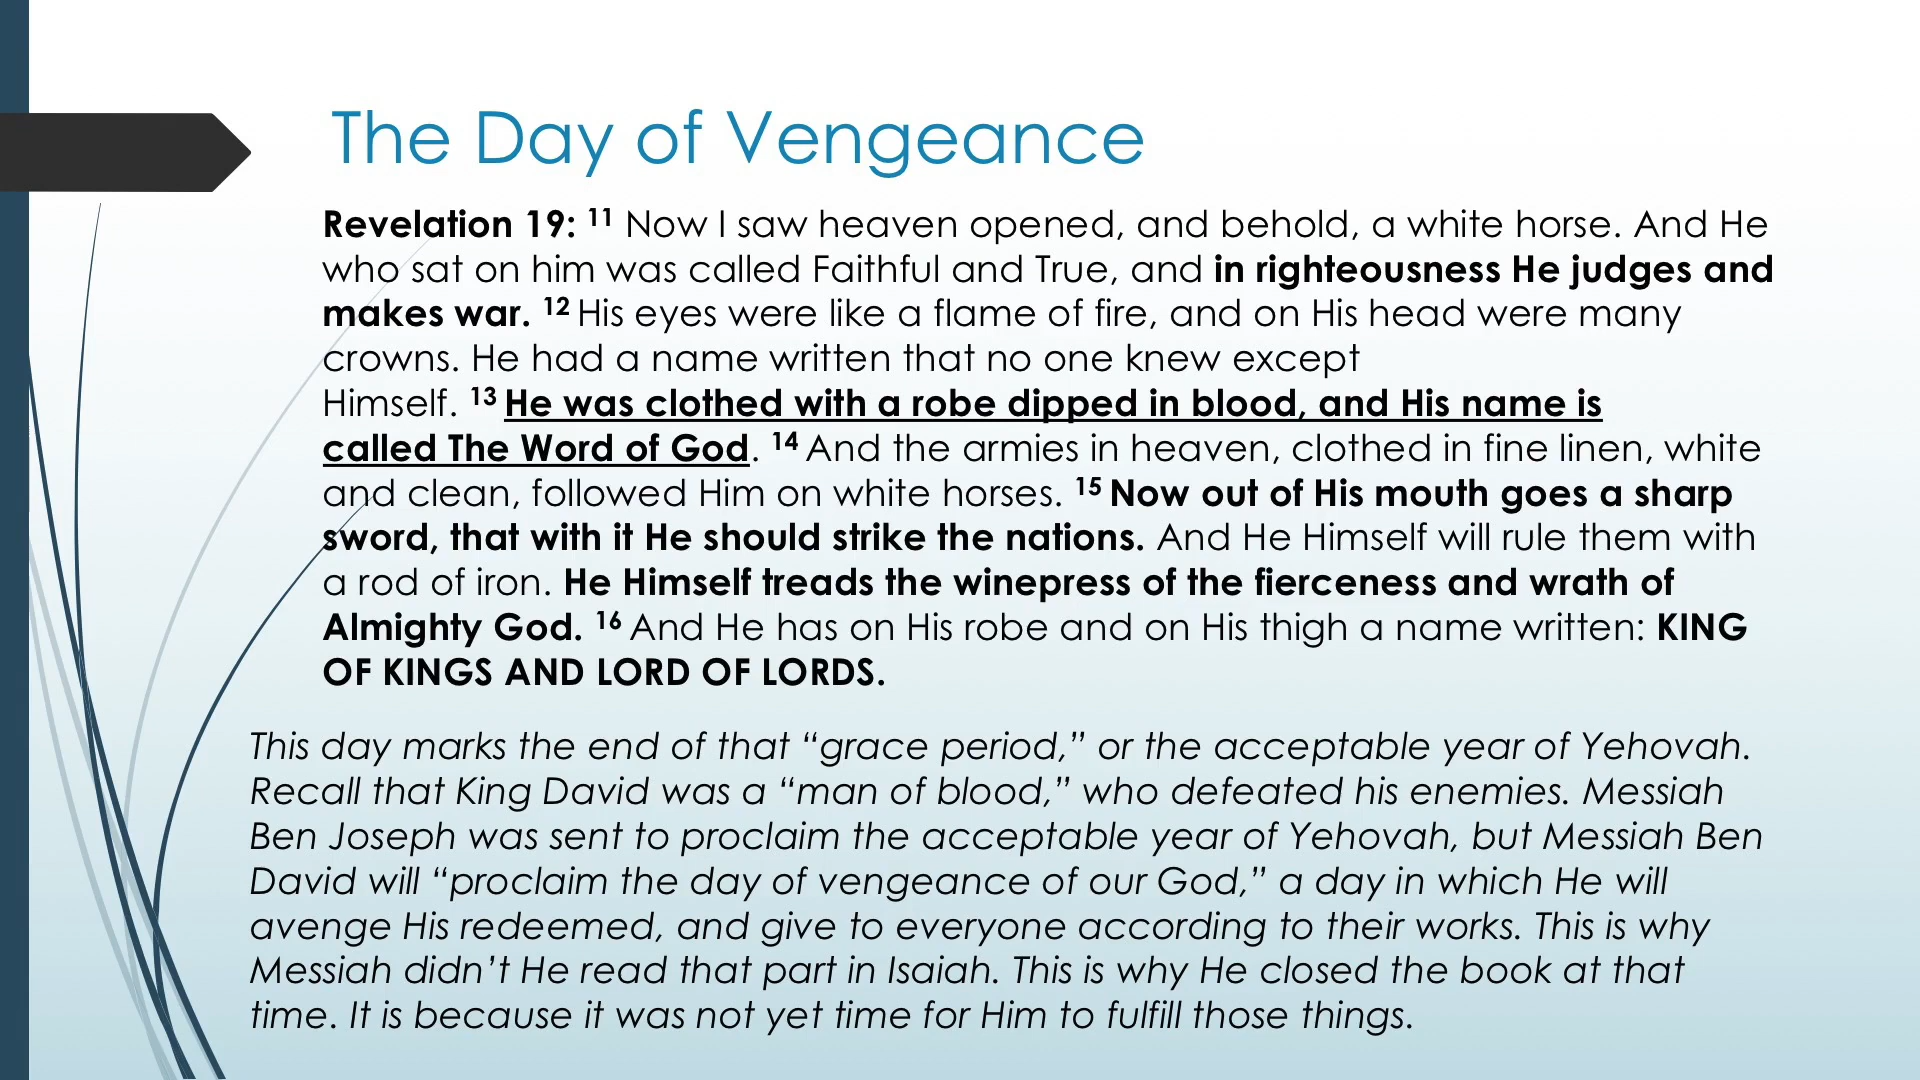 The Day of Vengeance
Revelation 19: 11 Now I saw heaven opened, and behold, a white horse. And He
who sat on him was called Faithful and True, and in righteousness He judges and
makes war. 12 His eyes were like a flame of fire, and on His head were many
crowns. He had a name written that no one knew except
Himself. 13 He was clothed with a robe dipped in blood, and His name is
called The Word of God. 14 And the armies in heaven, clothed in fine linen, white
and clean, followed Him on white horses. 15 Now out of His mouth goes a sharp
sword, that with it He should strike the nations. And He Himself will rule them with
a rod of iron. He Himself treads the winepress of the fierceness and wrath of
Almighty God. 16 And He has on His robe and on His thigh a name written: KING
OF KINGS AND LORD OF LORDS.
This day marks the end of that “grace period,” or the acceptable year of Yehovah.
Recall that King David was a “man of blood,” who defeated his enemies. Messiah
Ben Joseph was sent to proclaim the acceptable year of Yehovah, but Messiah Ben
David will “proclaim the day of vengeance of our God,” a day in which He will
avenge His redeemed, and give to everyone according to their works. This is why
Messiah didn’t He read that part in Isaiah. This is why He closed the book at that
time. It is because it was not yet time for Him to fulfill those things.